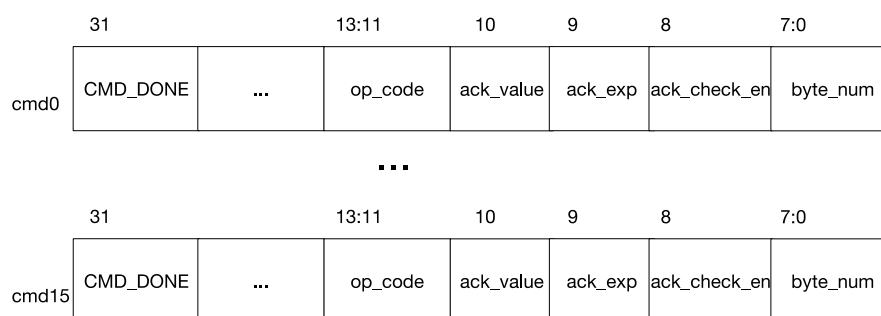 31 13:11 10 9 8 7:0
cmd0 CMD_DONE ... op_code ack_value ack_exp ack_check_en byte_num
...
31 13:11 10 9 8 7:0
cmd15 CMD_DONE ... op_code ack_value ack_exp ack_check_en byte_num